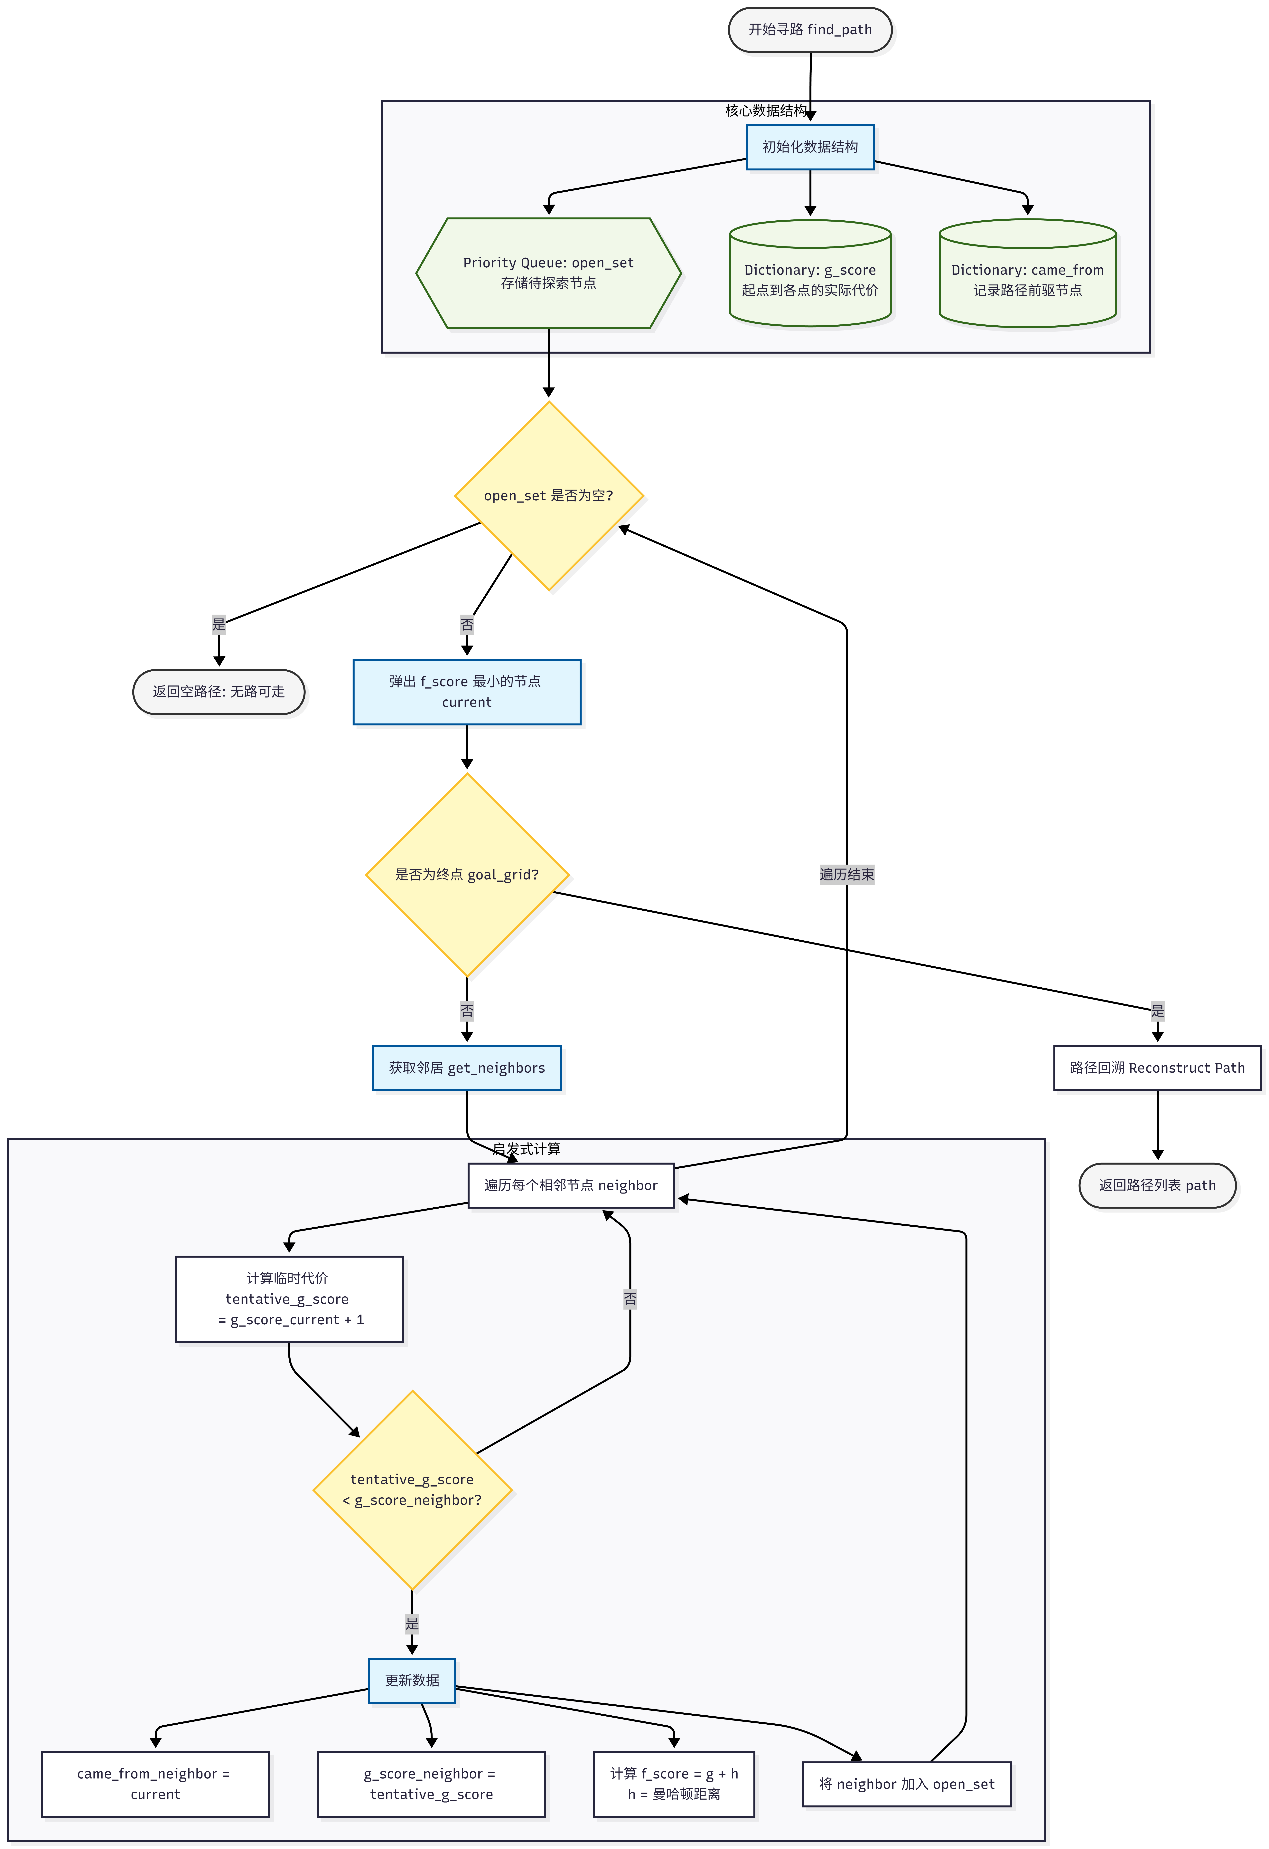 开始寻路 find_path
核心数据结构
初始化数据结构
Priority Queue: open_set
存储待探索节点
Dictionary: g_score
起点到各点的实际代价
Dictionary: came_from
记录路径前驱节点
open_set 是否为空?
是
否
返回空路径: 无路可走
弹出 f_score 最小的节点
current
是否为终点 goal_grid?
遍历结束
否
是
获取邻居 get_neighbors
路径回溯 Reconstruct Path
启发式计算
遍历每个相邻节点 neighbor
返回路径列表 path
计算临时代价
tentative_g_score
= g_score_current + 1
否
tentative_g_score
< g_score_neighbor?
是
更新数据
came_from_neighbor =
current
g_score_neighbor =
tentative_g_score
计算 f_score = g + h
h = 曼哈顿距离
将 neighbor 加入 open_set